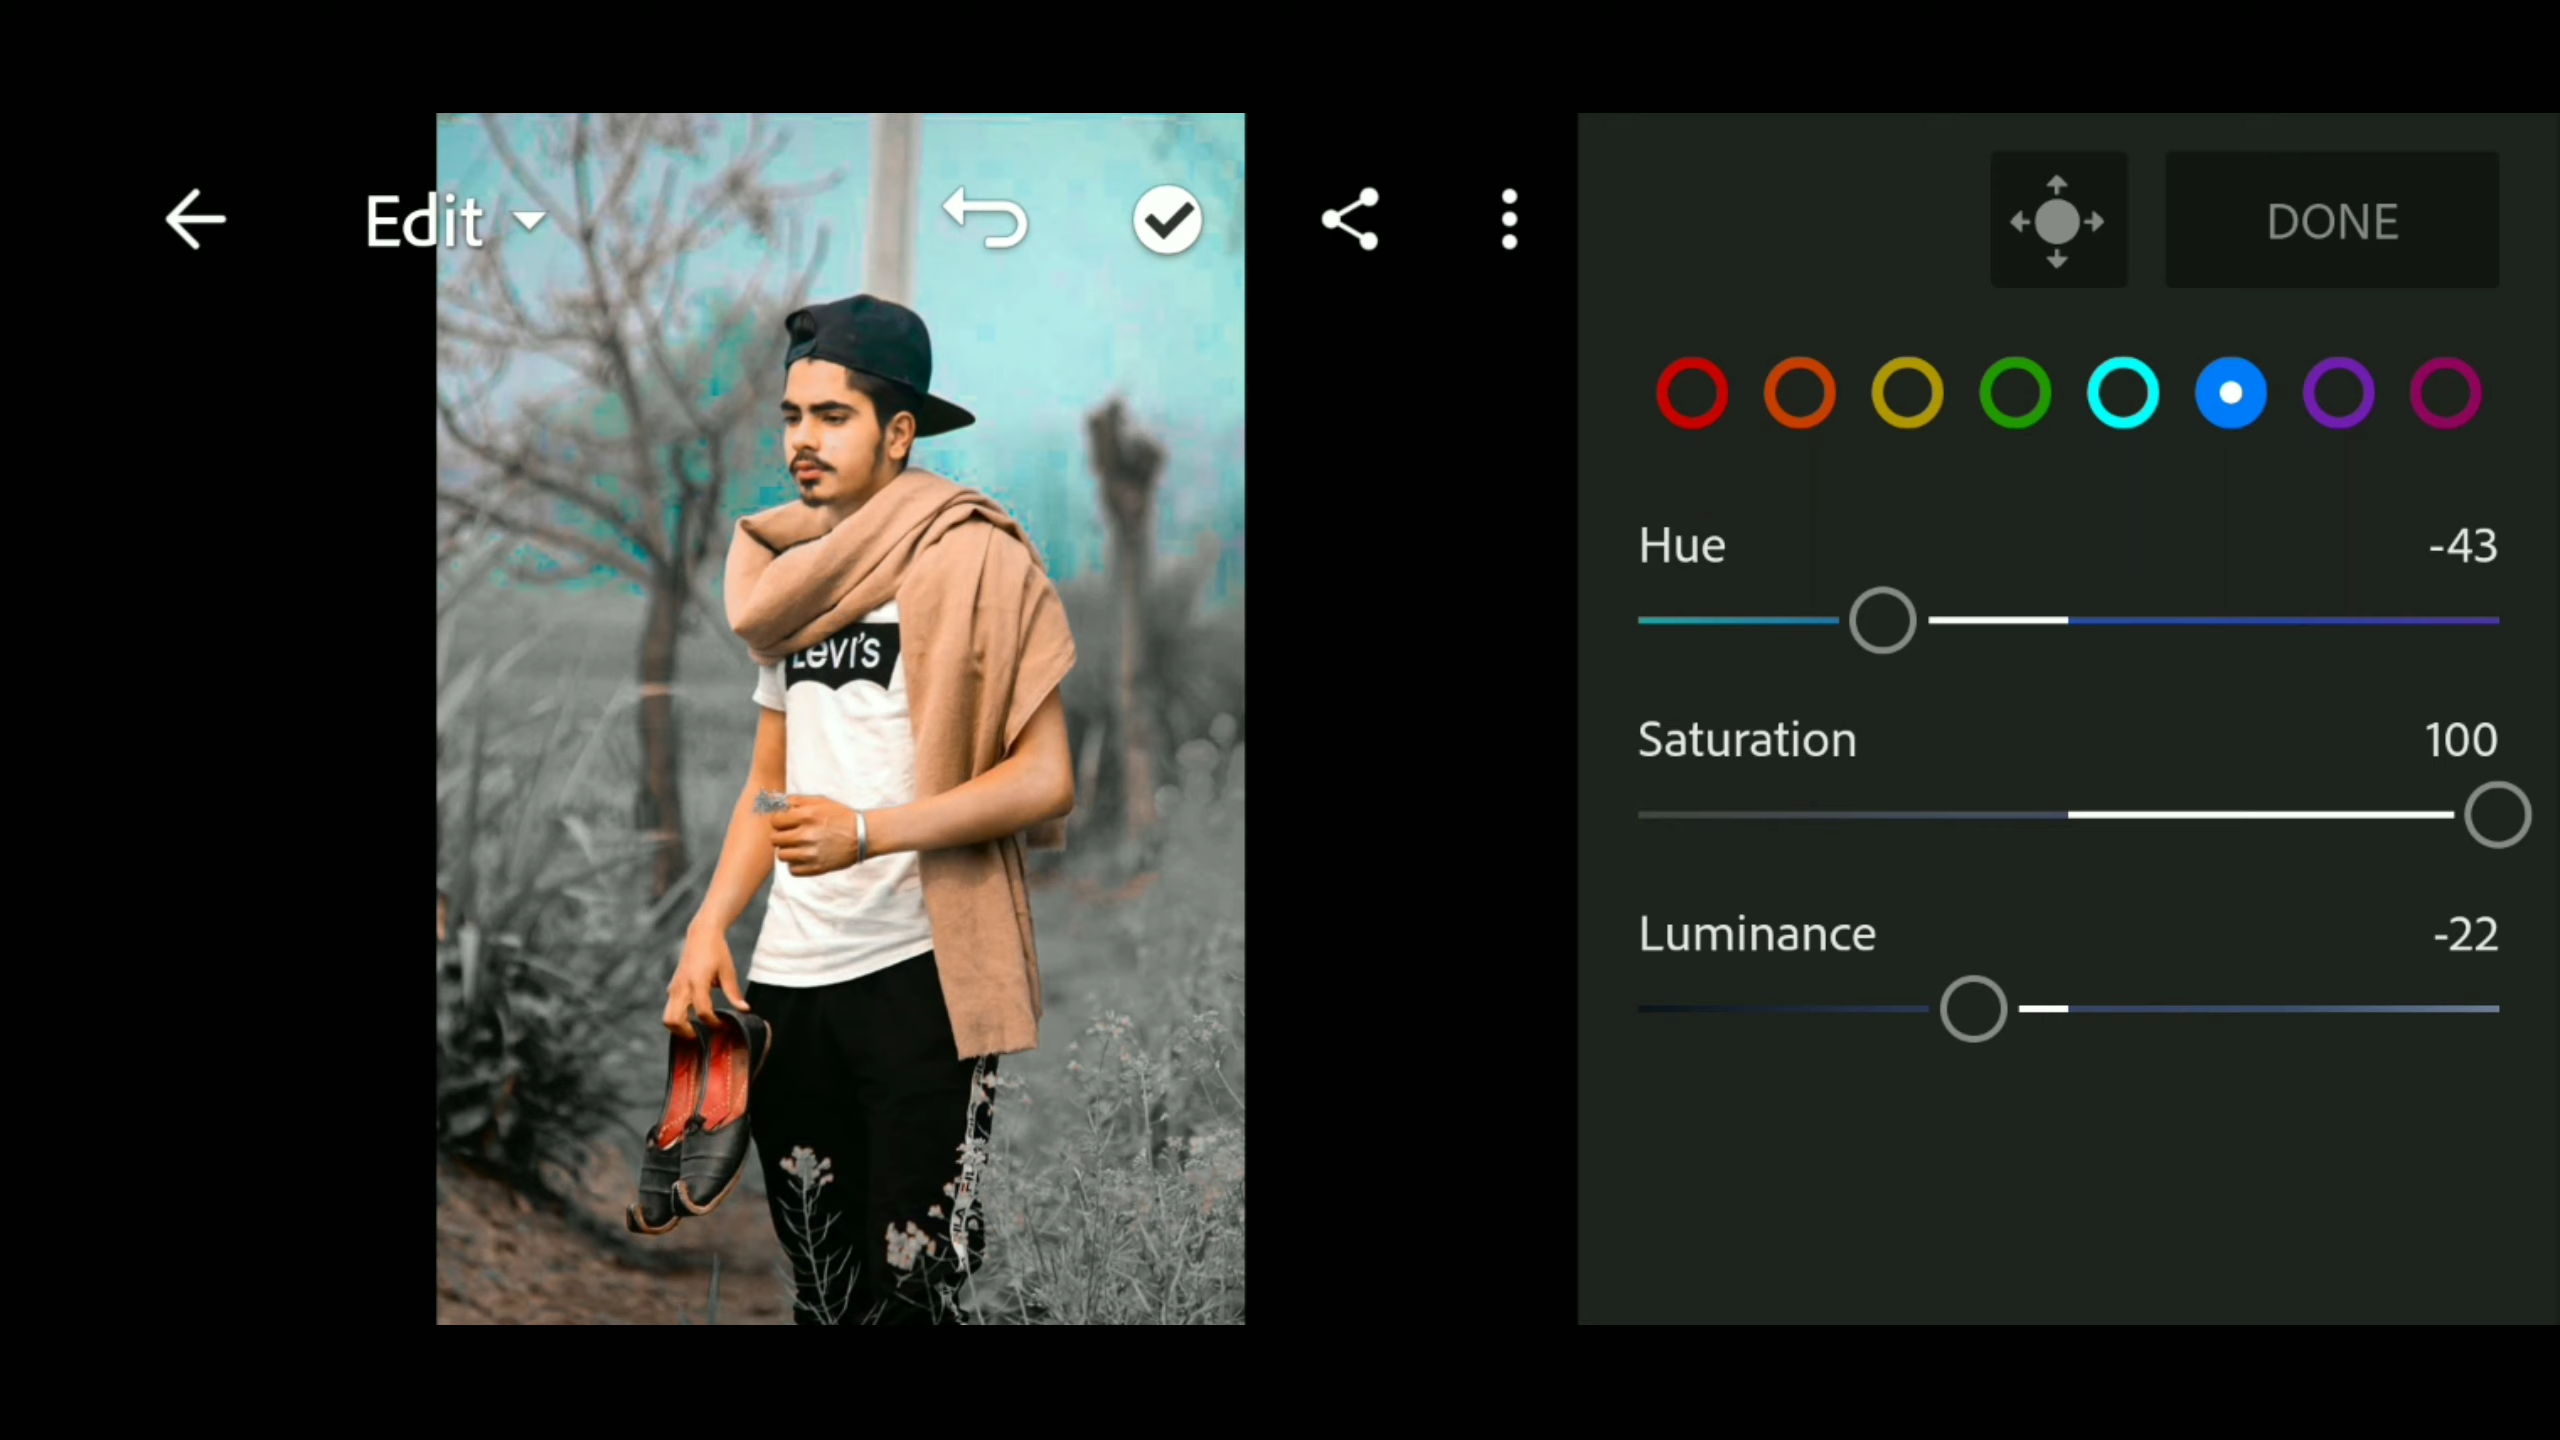 Edit
DONE
Hue -43
Saturation 100
Luminance -22
Levi's